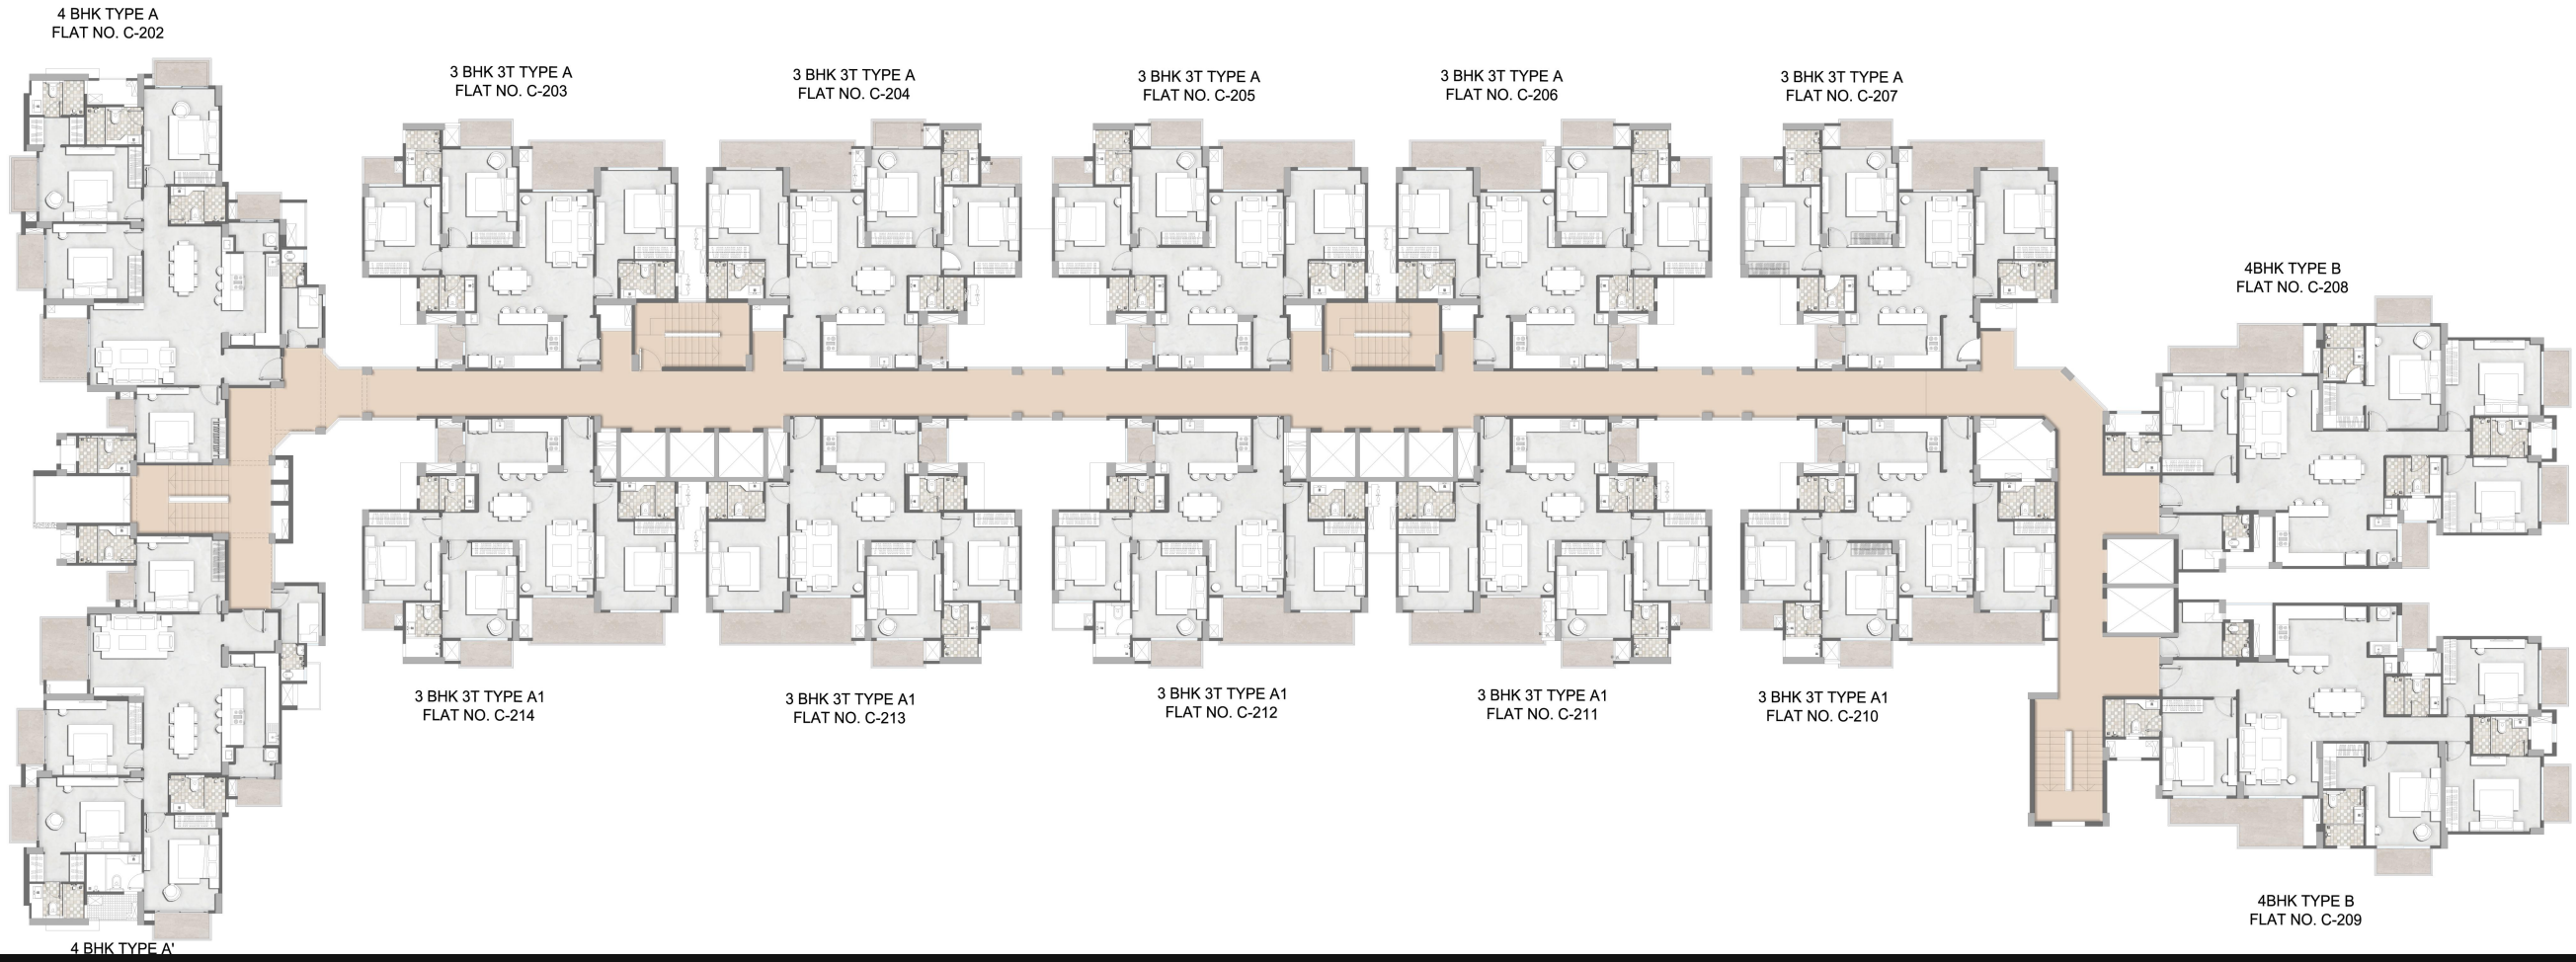 4 BHK TYPE A
FLAT NO. C-202
3 BHK 3T TYPE A
FLAT NO. C-203
3 BHK 3T TYPE A
FLAT NO. C-204
3 BHK 3T TYPE A
FLAT NO. C-205
3 BHK 3T TYPE A
FLAT NO. C-206
3 BHK 3T TYPE A
FLAT NO. C-207
4BHK TYPE B
FLAT NO. C-208
3 BHK 3T TYPE A1
FLAT NO. C-214
3 BHK 3T TYPE A1
FLAT NO. C-213
3 BHK 3T TYPE A1
FLAT NO. C-212
3 BHK 3T TYPE A1
FLAT NO. C-211
3 BHK 3T TYPE A1
FLAT NO. C-210
4BHK TYPE B
FLAT NO. C-209
4 BHK TYPE A'